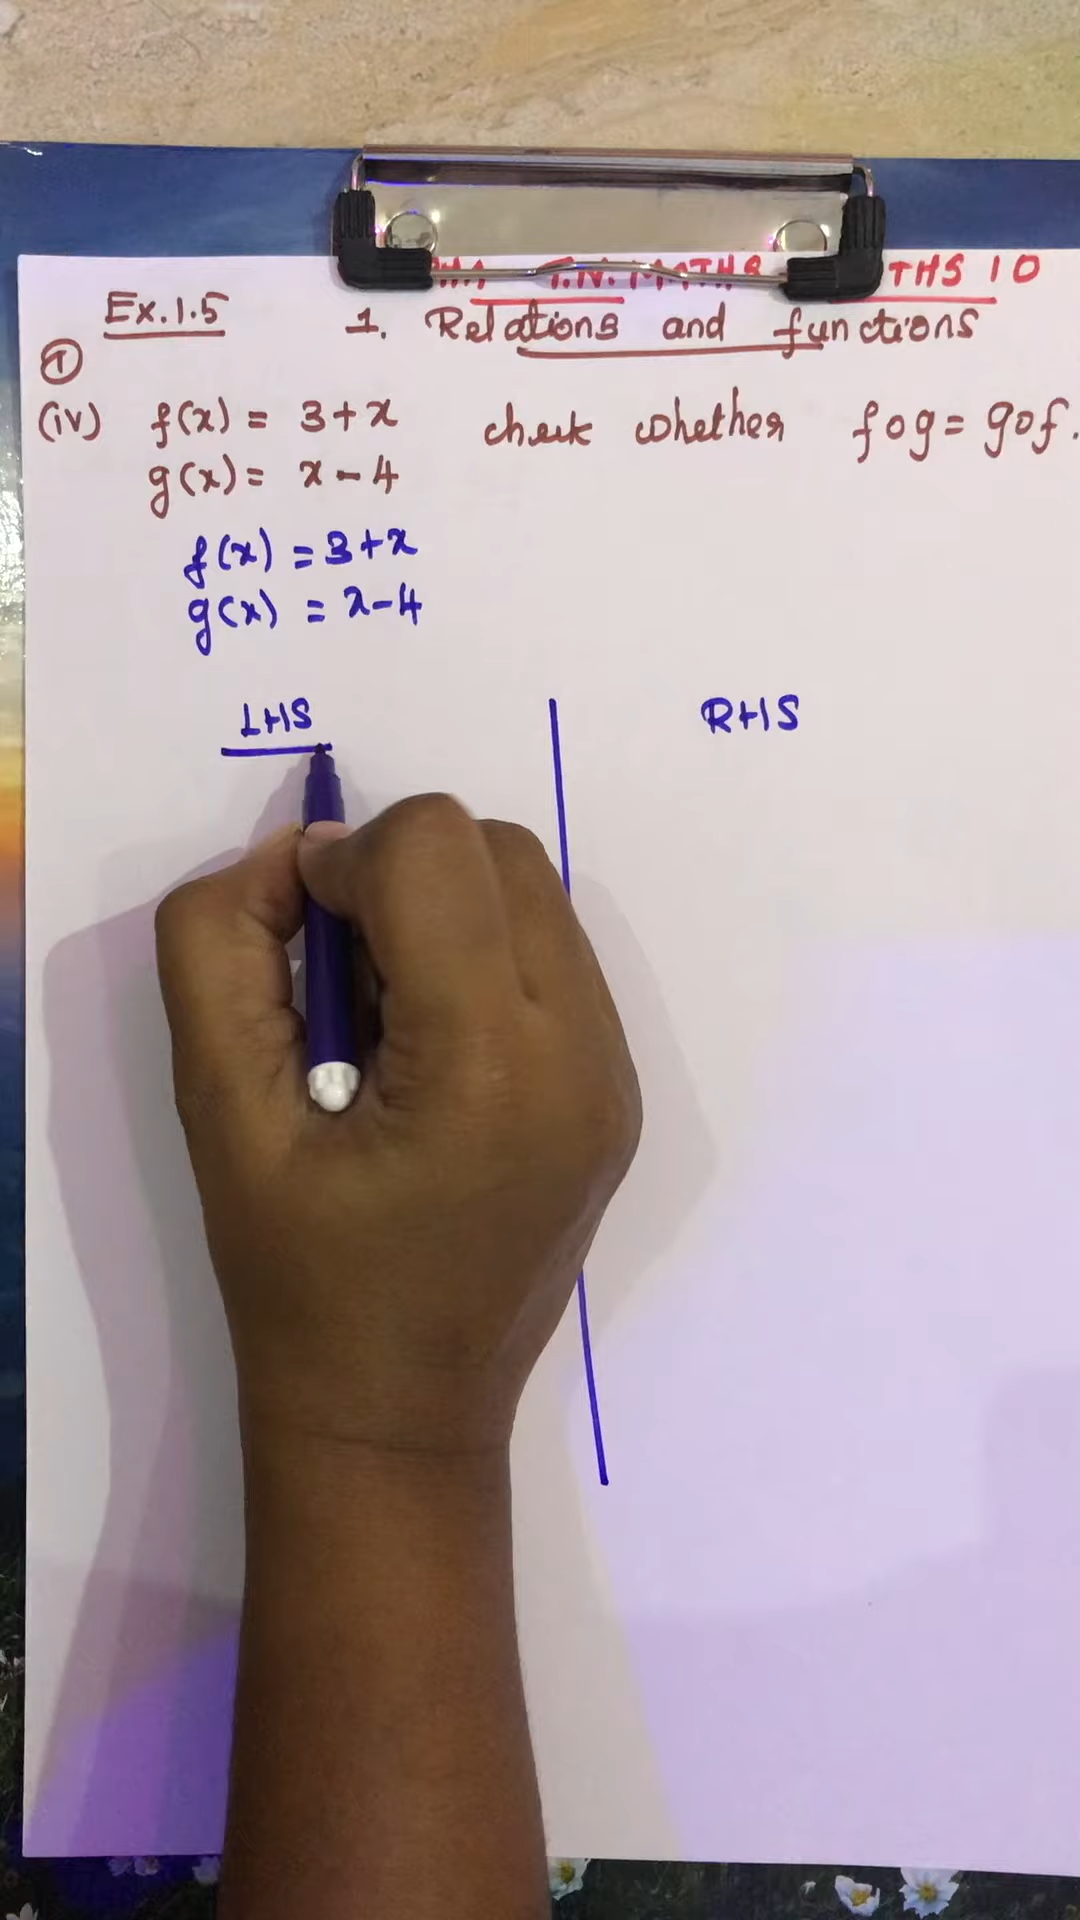 T.N. MATHS THS 10
Ex.1.5
1. Relations and functions
1
(iv) f(x) = 3+x check whether fog = gof.
g(x) = x-4
f(x) = 3+x
g(x) = x-4
LHS RHS